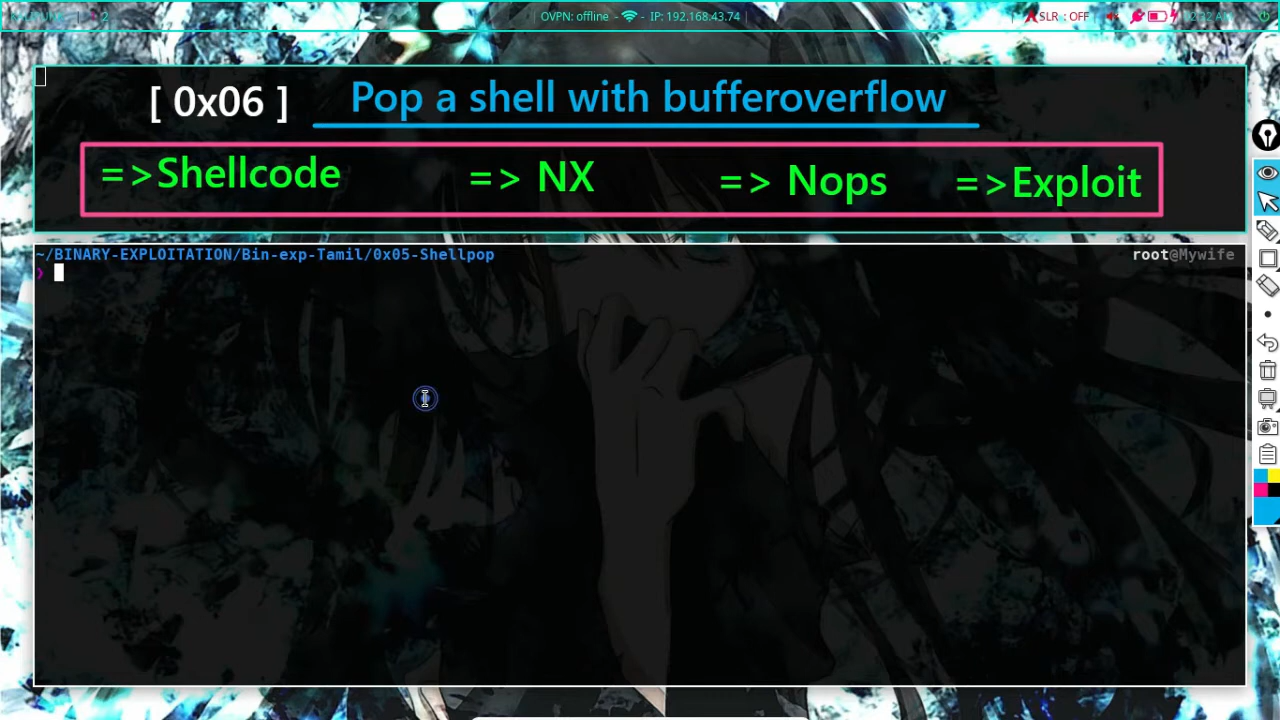 OVPN: offline - - IP: 192.168.43.74 |
SLR : OFF
[ 0x06 ] Pop a shell with bufferoverflow
=>Shellcode => NX => Nops =>Exploit
~/BINARY-EXPLOITATION/Bin-exp-Tamil/0x05-Shellpop root@Mywife
❯